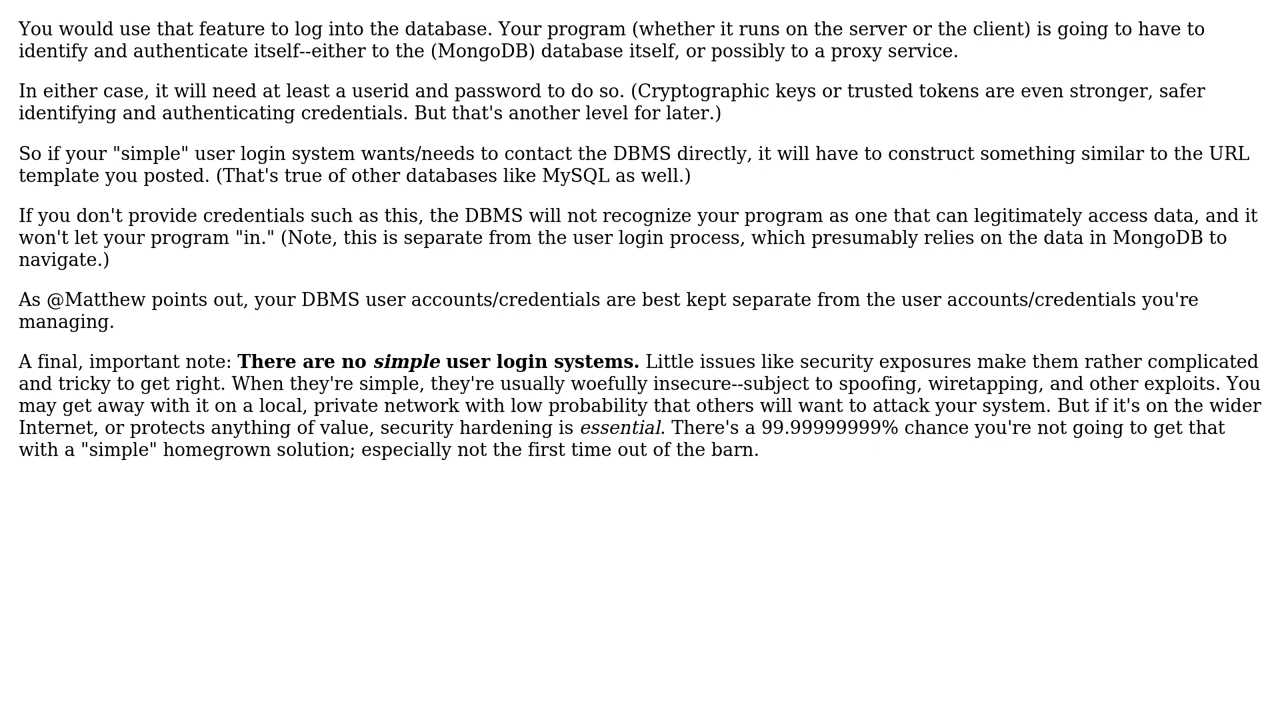 You would use that feature to log into the database. Your program (whether it runs on the server or the client) is going to have to
identify and authenticate itself--either to the (MongoDB) database itself, or possibly to a proxy service.
In either case, it will need at least a userid and password to do so. (Cryptographic keys or trusted tokens are even stronger, safer
identifying and authenticating credentials. But that's another level for later.)
So if your "simple" user login system wants/needs to contact the DBMS directly, it will have to construct something similar to the URL
template you posted. (That's true of other databases like MySQL as well.)
If you don't provide credentials such as this, the DBMS will not recognize your program as one that can legitimately access data, and it
won't let your program "in." (Note, this is separate from the user login process, which presumably relies on the data in MongoDB to
navigate.)
As @Matthew points out, your DBMS user accounts/credentials are best kept separate from the user accounts/credentials you're
managing.
A final, important note: There are no simple user login systems. Little issues like security exposures make them rather complicated
and tricky to get right. When they're simple, they're usually woefully insecure--subject to spoofing, wiretapping, and other exploits. You
may get away with it on a local, private network with low probability that others will want to attack your system. But if it's on the wider
Internet, or protects anything of value, security hardening is essential. There's a 99.99999999% chance you're not going to get that
with a "simple" homegrown solution; especially not the first time out of the barn.